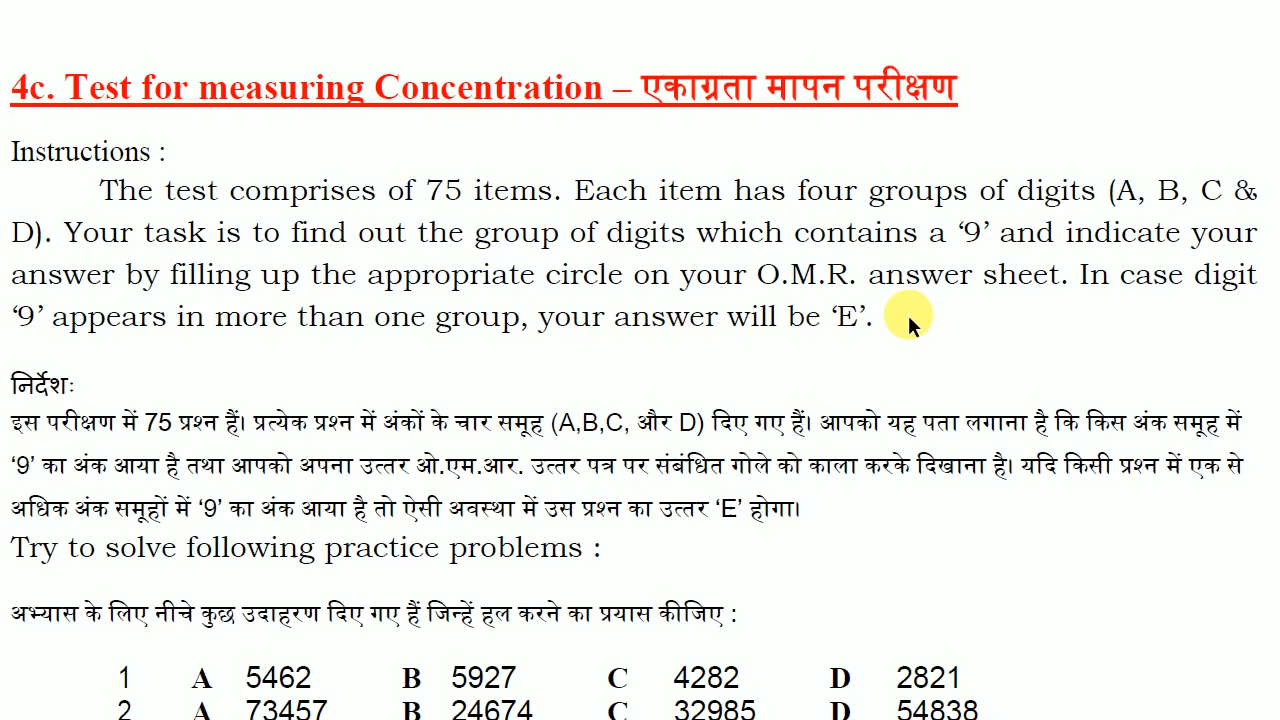 4c. Test for measuring Concentration – एकाग्रता मापन परीक्षण
Instructions :
The test comprises of 75 items. Each item has four groups of digits (A, B, C &
D). Your task is to find out the group of digits which contains a ‘9’ and indicate your
answer by filling up the appropriate circle on your O.M.R. answer sheet. In case digit
‘9’ appears in more than one group, your answer will be ‘E’.
निर्देशः
इस परीक्षण में 75 प्रश्न हैं। प्रत्येक प्रश्न में अंकों के चार समूह (A,B,C, और D) दिए गए हैं। आपको यह पता लगाना है कि किस अंक समूह में
‘9’ का अंक आया है तथा आपको अपना उत्तर ओ.एम.आर. उत्तर पत्र पर संबंधित गोले को काला करके दिखाना है। यदि किसी प्रश्न में एक से
अधिक अंक समूहों में ‘9’ का अंक आया है तो ऐसी अवस्था में उस प्रश्न का उत्तर ‘E’ होगा।
Try to solve following practice problems :
अभ्यास के लिए नीचे कुछ उदाहरण दिए गए हैं जिन्हें हल करने का प्रयास कीजिए :
1 A 5462 B 5927 C 4282 D 2821
2 A 73457 B 24674 C 32985 D 54838